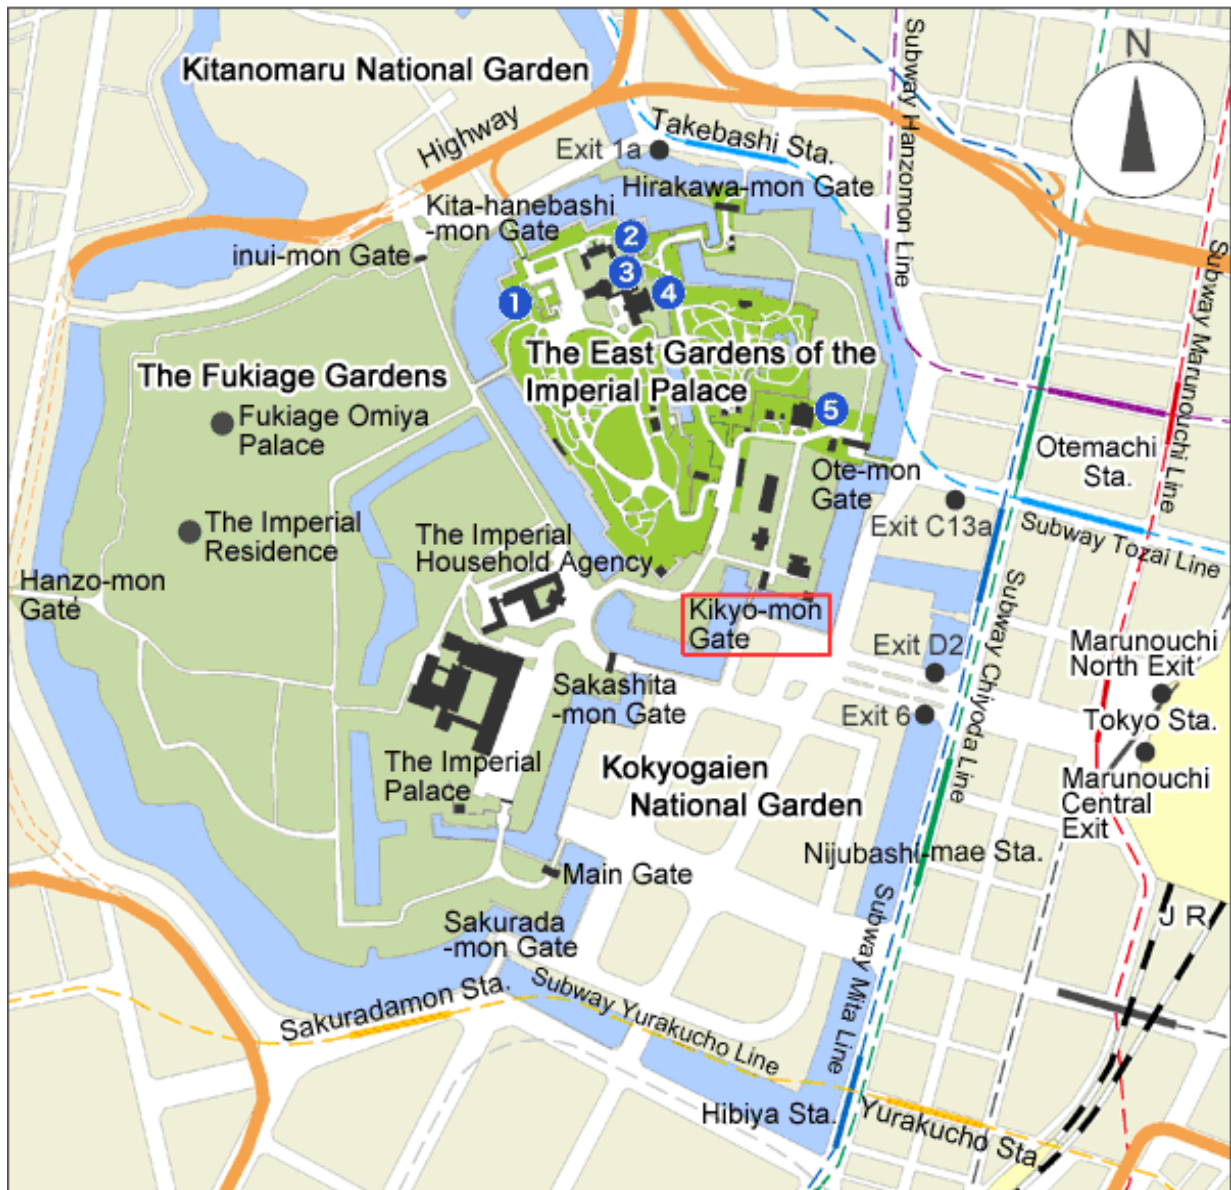 Kitanomaru National Garden
N
Subway Hanzomon Line
Highway
Takebashi Sta.
Exit 1a
Hirakawa-mon Gate
Kita-hanebashi
-mon Gate
inui-mon Gate
Subway Marunouchi Line
1
2
3
4
5
The East Gardens of the
Imperial Palace
The Fukiage Gardens
Fukiage Omiya
Palace
The Imperial
Residence
Ote-mon
Gate
Otemachi
Sta.
Exit C13a
Subway Tozai Line
The Imperial
Household Agency
Hanzo-mon
Gate
Kikyo-mon
Gate
Subway Chiyoda Line
Exit D2
Marunouchi
North Exit
Sakashita
-mon Gate
Exit 6
Tokyo Sta.
The Imperial
Palace
Kokyogaien
National Garden
Marunouchi
Central
Exit
Nijubashi-mae Sta.
Main Gate
Sakurada
-mon Gate
J R
Subway Mita Line
Sakuradamon Sta.
Subway Yurakucho Line
Hibiya Sta.
Yurakucho Sta.